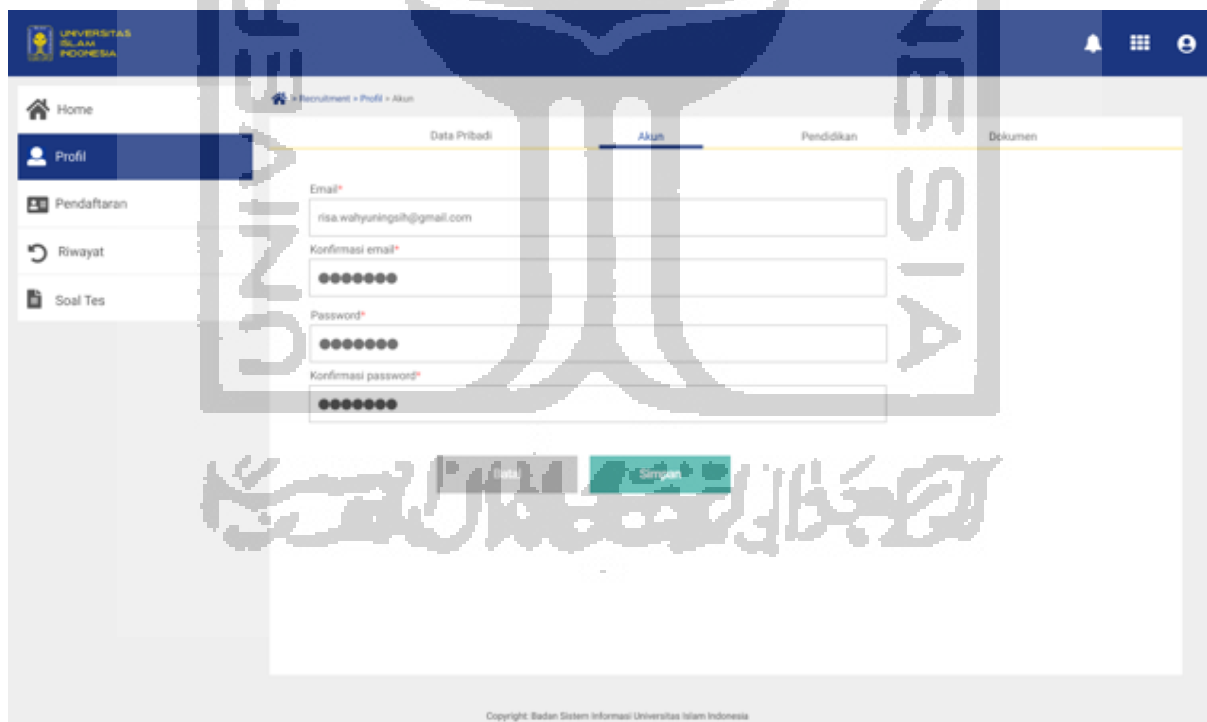 UNIVERSITAS
ISLAM
INDONESIA
Home
Profil
Pendaftaran
Riwayat
Soal Tes
> Recruitment > Profil > Akun
Data Pribadi
Akun
Pendidikan
Dokumen
Email*
risa.wahyuningsih@gmail.com
Konfirmasi email*
Password*
Konfirmasi password*
Batal
Simpan
Copyright: Badan Sistem Informasi Universitas Islam Indonesia